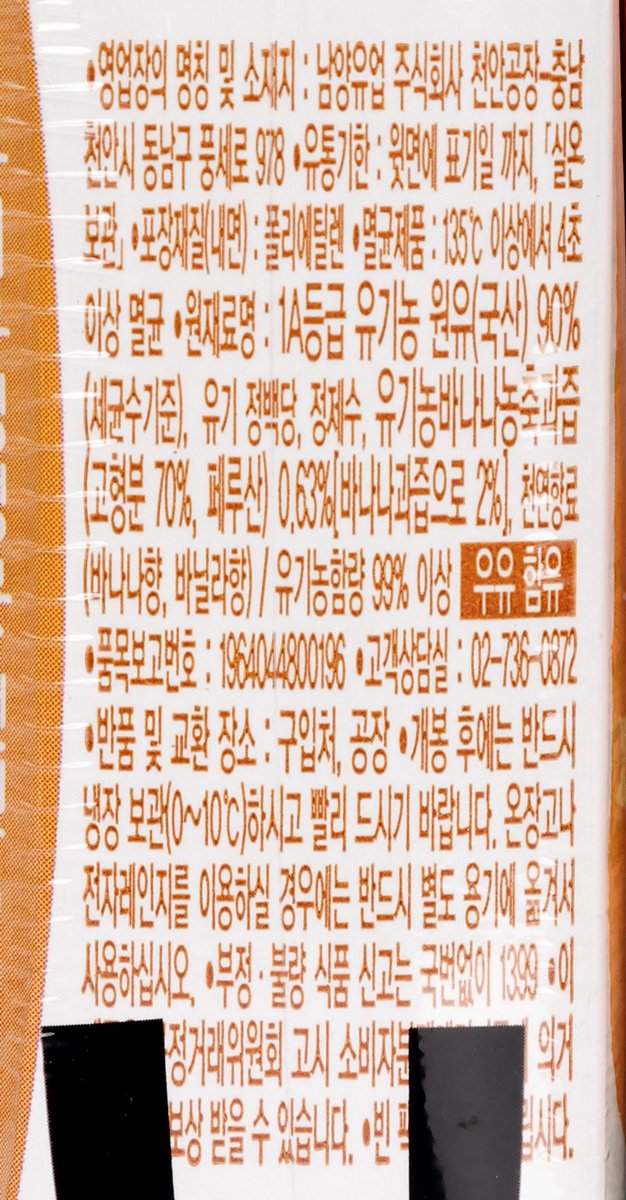 •영업장의 명칭 및 소재지 : 남양유업 주식회사 천안공장-충남
천안시 동남구 풍세로 978 •유통기한 : 윗면에 표기일 까지, 「실온
보관」 •포장재질(내면) : 폴리에틸렌 •멸균제품 : 135℃ 이상에서 4초
이상 멸균 •원재료명 : 1A등급 유기농 원유(국산) 90%
(세균수기준), 유기 정백당, 정제수, 유기농바나나농축과즙
(고형분 70%, 페루산) 0.63%[바나나과즙으로 2%], 천연향료
(바나나향, 바닐라향) / 유기농함량 99% 이상 우유 함유
•품목보고번호 : 1964044800196 •고객상담실 : 02-736-0872
•반품 및 교환 장소 : 구입처, 공장 •개봉 후에는 반드시
냉장 보관(0~10℃)하시고 빨리 드시기 바랍니다. 온장고나
전자레인지를 이용하실 경우에는 반드시 별도 용기에 옮겨서
사용하십시오. •부정·불량 식품 신고는 국번없이 1399 •이
정거래위원회 고시 소비자분 의거
보상 받을 수 있습니다. •빈 시다.